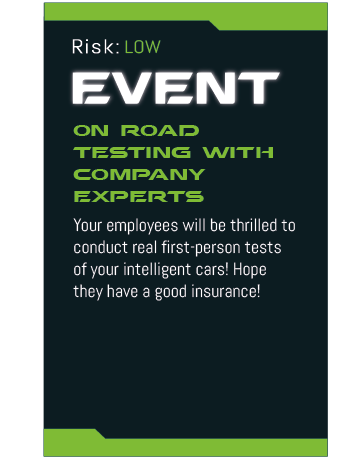 Risk: LOW
EVENT
ON ROAD
TESTING WITH
COMPANY
EXPERTS
Your employees will be thrilled to
conduct real first-person tests
of your intelligent cars! Hope
they have a good insurance!